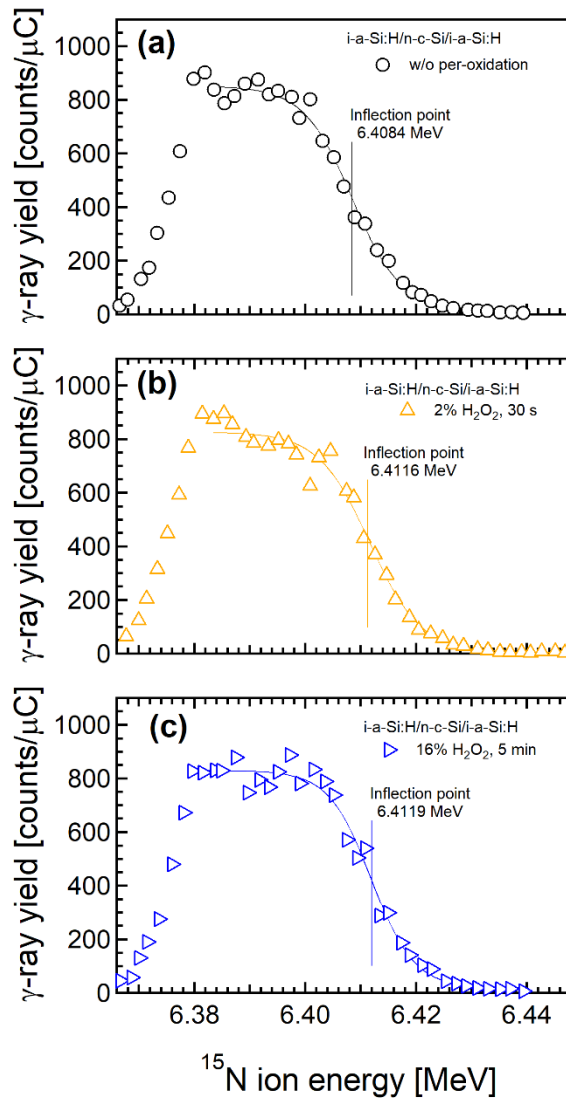 (a)
i-a-Si:H/n-c-Si/i-a-Si:H
w/o per-oxidation
Inflection point
6.4084 MeV
γ-ray yield [counts/μC]
1000
800
600
400
200
0
(b)
i-a-Si:H/n-c-Si/i-a-Si:H
2% H₂O₂, 30 s
Inflection point
6.4116 MeV
γ-ray yield [counts/μC]
1000
800
600
400
200
0
(c)
i-a-Si:H/n-c-Si/i-a-Si:H
16% H₂O₂, 5 min
Inflection point
6.4119 MeV
γ-ray yield [counts/μC]
1000
800
600
400
200
0
6.38 6.40 6.42 6.44
¹⁵N ion energy [MeV]